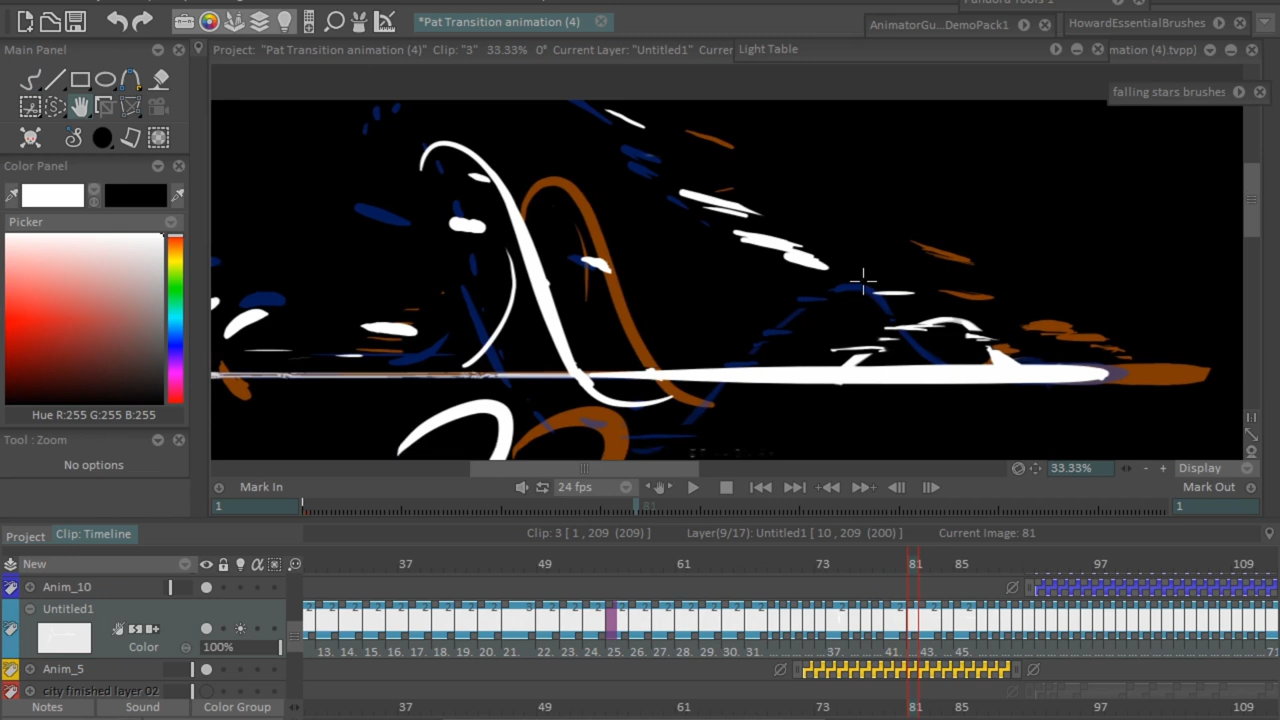 *Pat Transition animation (4)
AnimatorGu...DemoPack1
HowardEssentialBrushes
Main Panel
Project: "Pat Transition animation (4)" Clip: "3" 33.33% 0° Current Layer: "Untitled1" Currer
Light Table
mation (4).tvpp)
falling stars brushes
Color Panel
Picker
Hue R:255 G:255 B:255
Tool : Zoom
No options
33.33%
- +
Display
Mark In
24 fps
Mark Out
1
81
1
Project
Clip: Timeline
Clip: 3 [ 1 , 209 (209) ]
Layer(9/17): Untitled1 [ 10 , 209 (200) ]
Current Image: 81
New
37 49 61 73 81 85 97 109
Anim_10
Untitled1
Color
100%
13. 14. 15. 16. 17. 18. 19. 20. 21. 22. 23. 24. 25. 26. 27. 28. 29. 30. 31. 37. 41. 43. 45. 71
Anim_5
city finished layer 02
Notes
Sound
Color Group
37 49 61 73 81 85 97 109